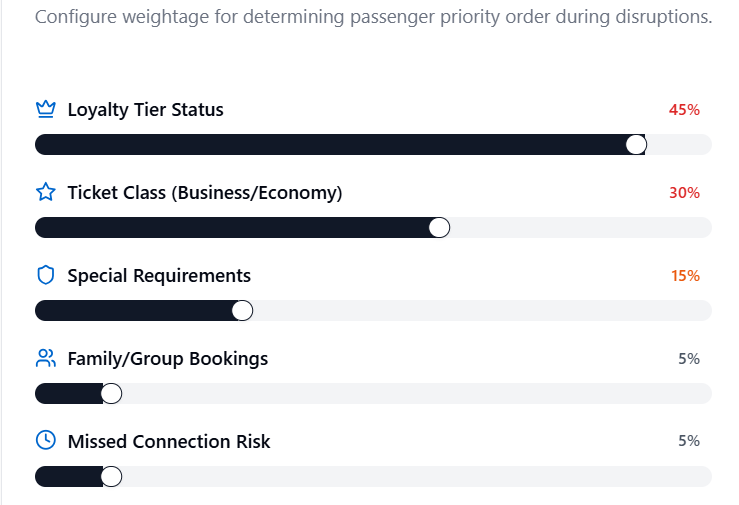 Configure weightage for determining passenger priority order during disruptions.
Loyalty Tier Status 45%
Ticket Class (Business/Economy) 30%
Special Requirements 15%
Family/Group Bookings 5%
Missed Connection Risk 5%